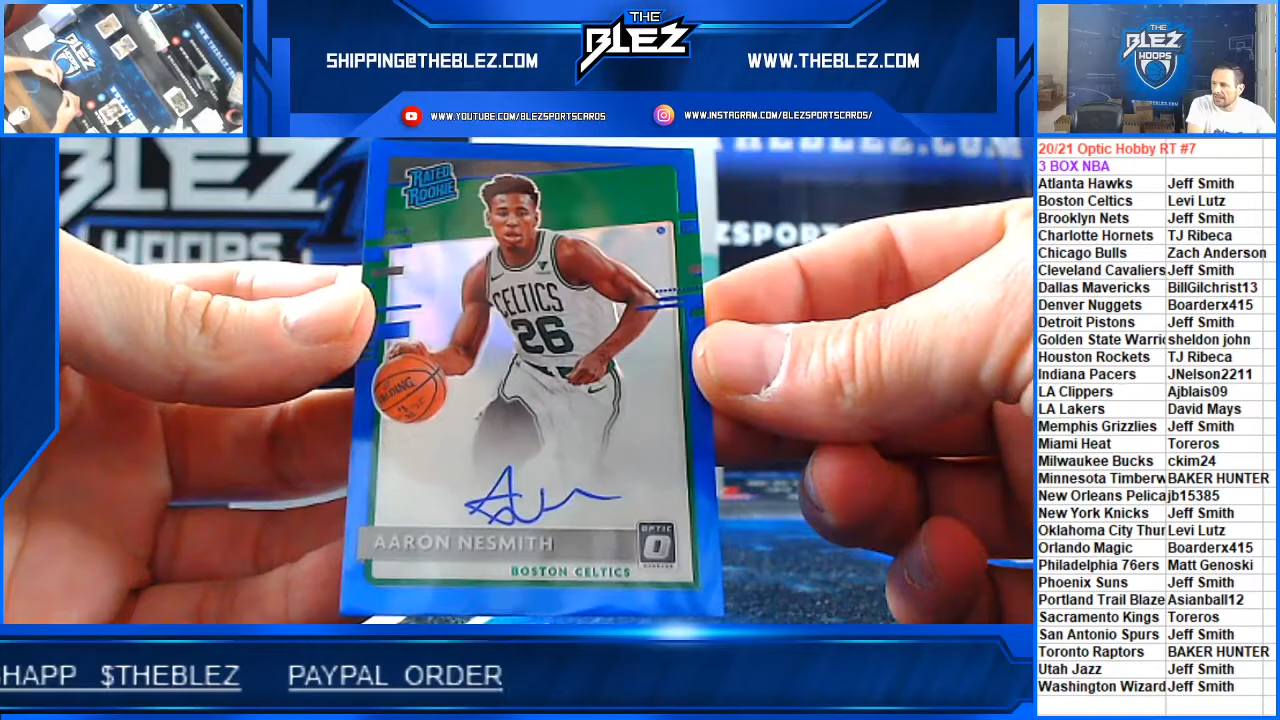 THE
BLEZ
SHIPPING@THEBLEZ.COM
WWW.THEBLEZ.COM
WWW.YOUTUBE.COM/BLEZSPORTSCARDS
WWW.INSTAGRAM.COM/BLEZSPORTSCARDS/
THE
BLEZ
HOOPS
BLEZ
HOOPS
RATED
ROOKIE
CELTICS
26
AARON NESMITH
OPTIC
BOSTON CELTICS
HAPP $THEBLEZ PAYPAL ORDER
20/21 Optic Hobby RT #7
3 BOX NBA
Atlanta Hawks Jeff Smith
Boston Celtics Levi Lutz
Brooklyn Nets Jeff Smith
Charlotte Hornets TJ Ribeca
Chicago Bulls Zach Anderson
Cleveland Cavaliers Jeff Smith
Dallas Mavericks BillGilchrist13
Denver Nuggets Boarderx415
Detroit Pistons Jeff Smith
Golden State Warri sheldon john
Houston Rockets TJ Ribeca
Indiana Pacers JNelson2211
LA Clippers Ajblais09
LA Lakers David Mays
Memphis Grizzlies Jeff Smith
Miami Heat Toreros
Milwaukee Bucks ckim24
Minnesota Timberw BAKER HUNTER
New Orleans Pelica jb15385
New York Knicks Jeff Smith
Oklahoma City Thur Levi Lutz
Orlando Magic Boarderx415
Philadelphia 76ers Matt Genoski
Phoenix Suns Jeff Smith
Portland Trail Blaze Asianball12
Sacramento Kings Toreros
San Antonio Spurs Jeff Smith
Toronto Raptors BAKER HUNTER
Utah Jazz Jeff Smith
Washington Wizard Jeff Smith